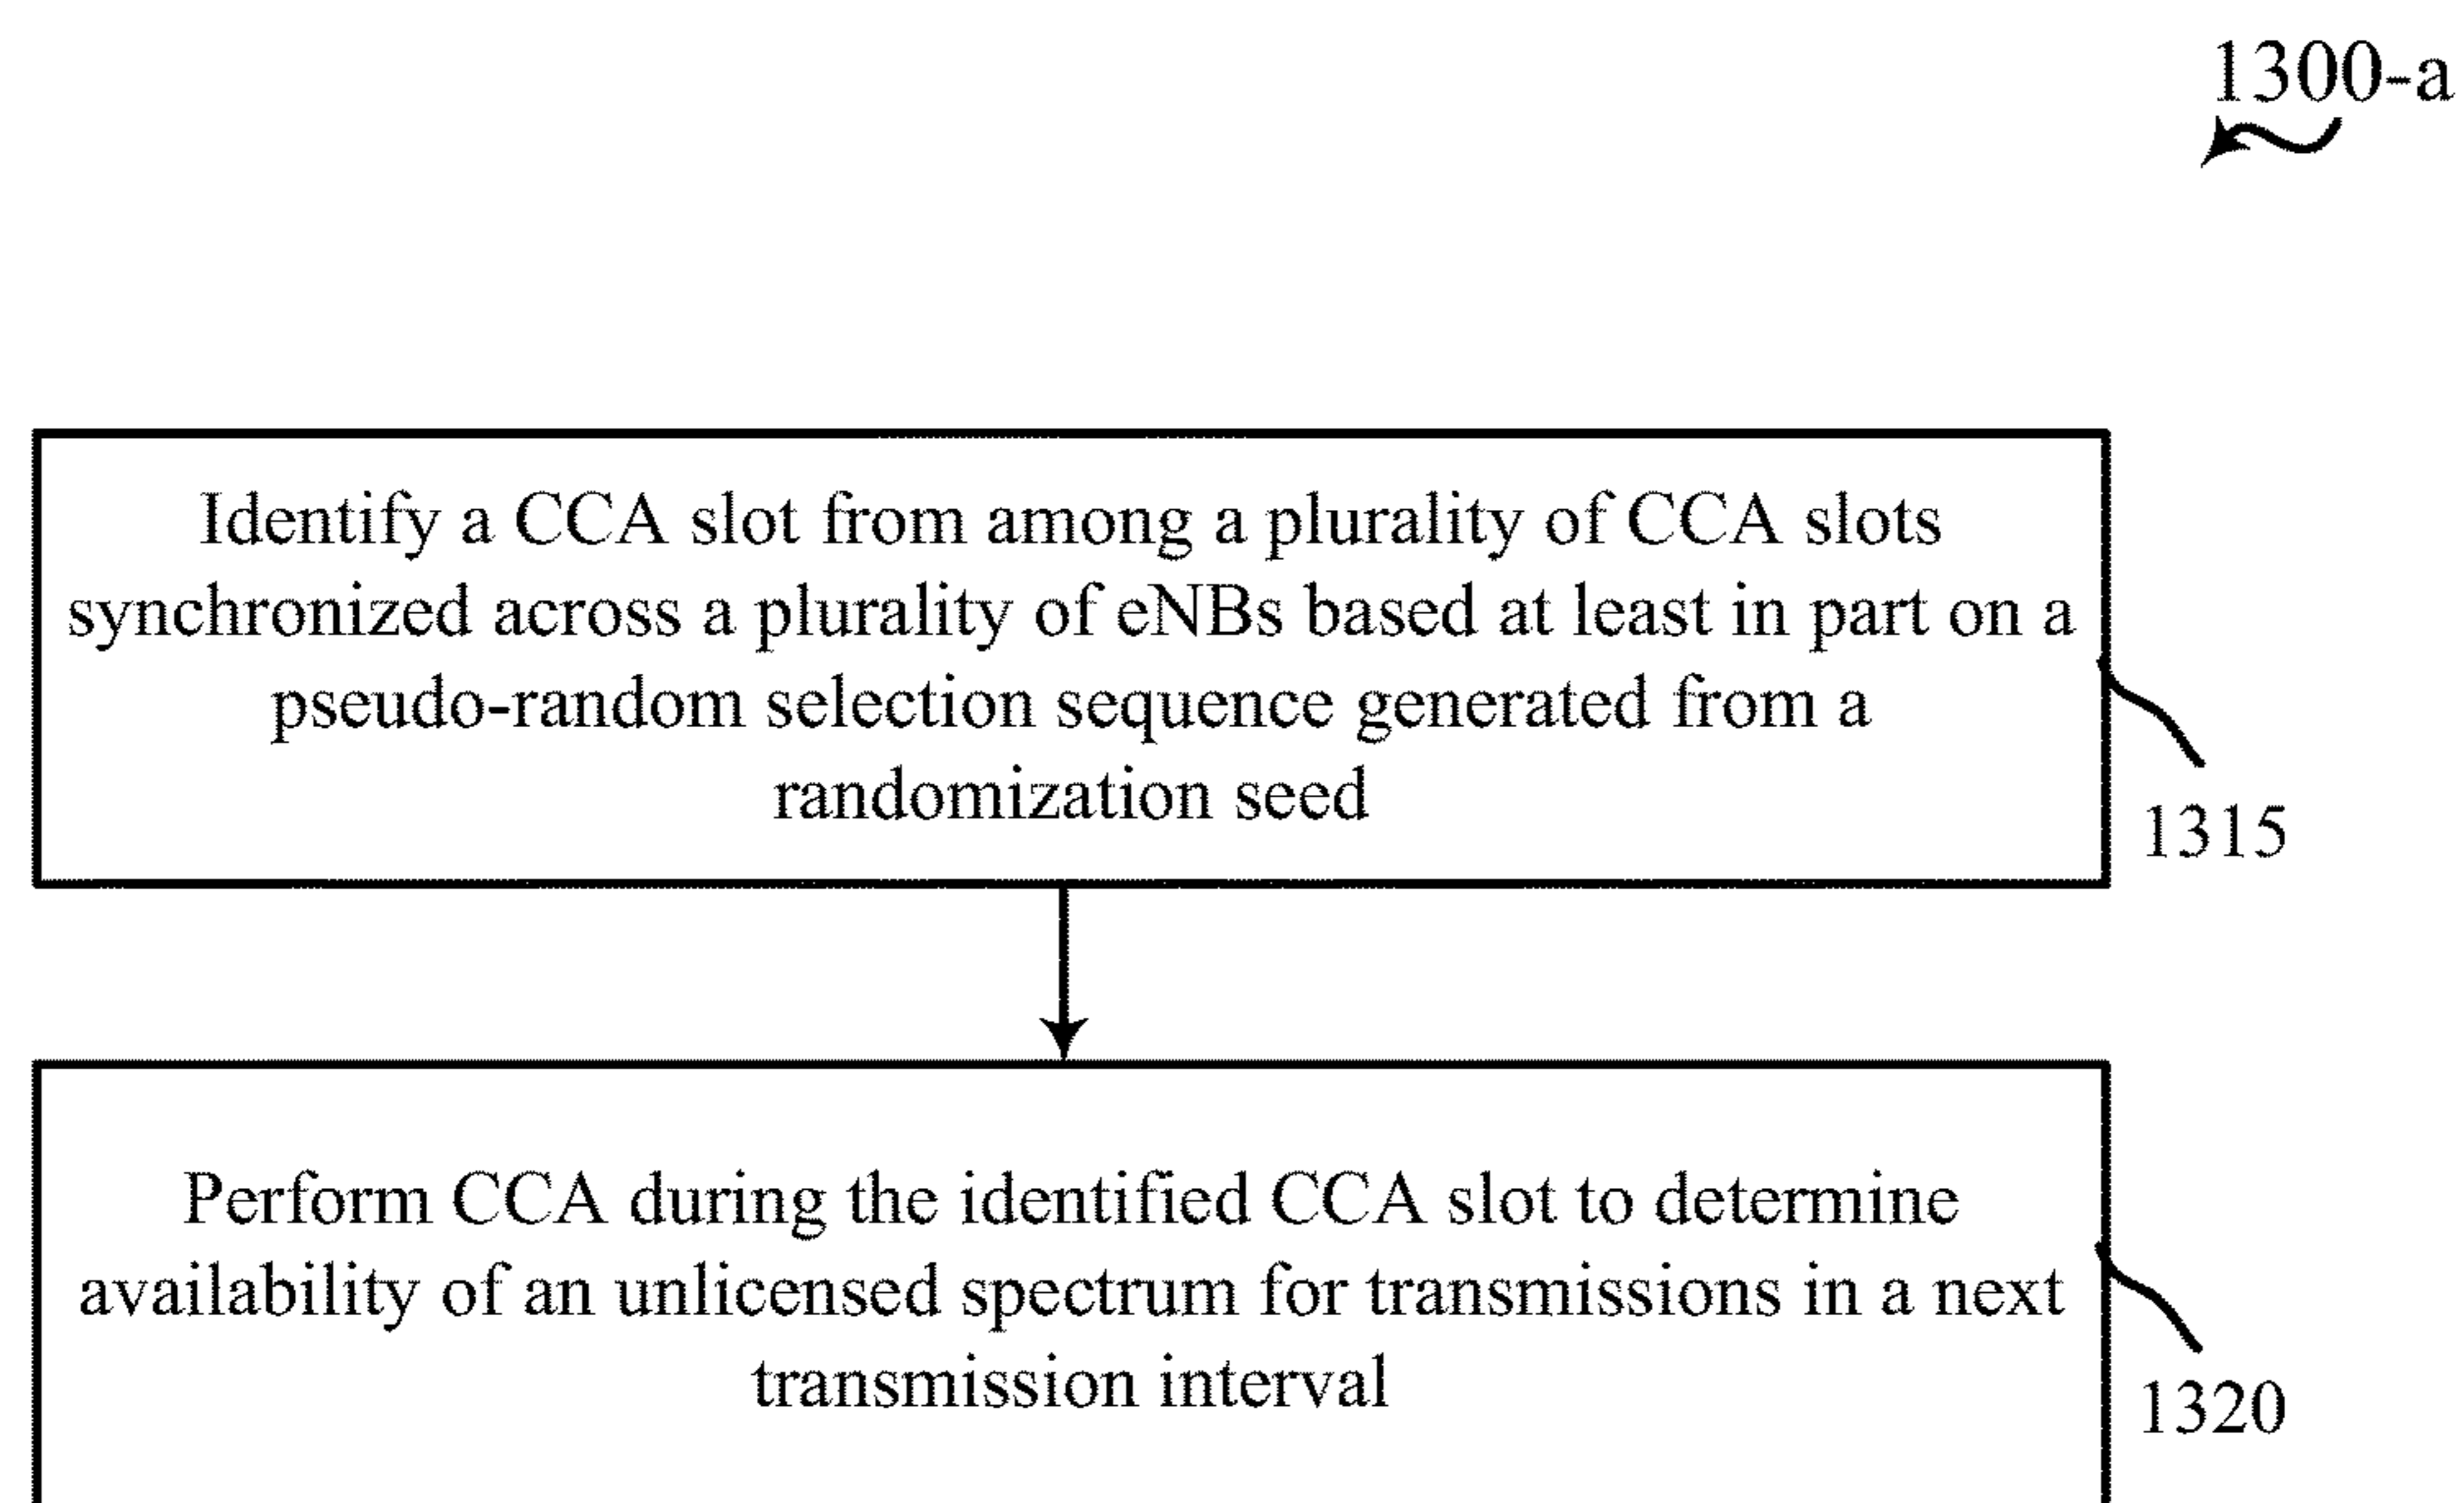 1300-a
Identify a CCA slot from among a plurality of CCA slots
synchronized across a plurality of eNBs based at least in part on a
pseudo-random selection sequence generated from a
randomization seed
1315
Perform CCA during the identified CCA slot to determine
availability of an unlicensed spectrum for transmissions in a next
transmission interval
1320